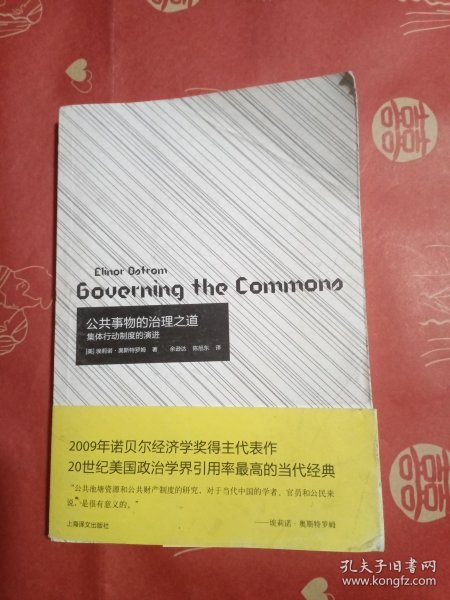 Elinor Ostrom
Governing the Commons
公共事物的治理之道
集体行动制度的演进
[美] 埃莉诺·奥斯特罗姆 著 余逊达 陈旭东 译
2009年诺贝尔经济学奖得主代表作
20世纪美国政治学界引用率最高的当代经典
“公共池塘资源和公共财产制度的研究，对于当代中国的学者、官员和公民来
说，是很有意义的。”
——埃莉诺·奥斯特罗姆
上海译文出版社
孔夫子旧书网
www.kongfz.com
囍
囍